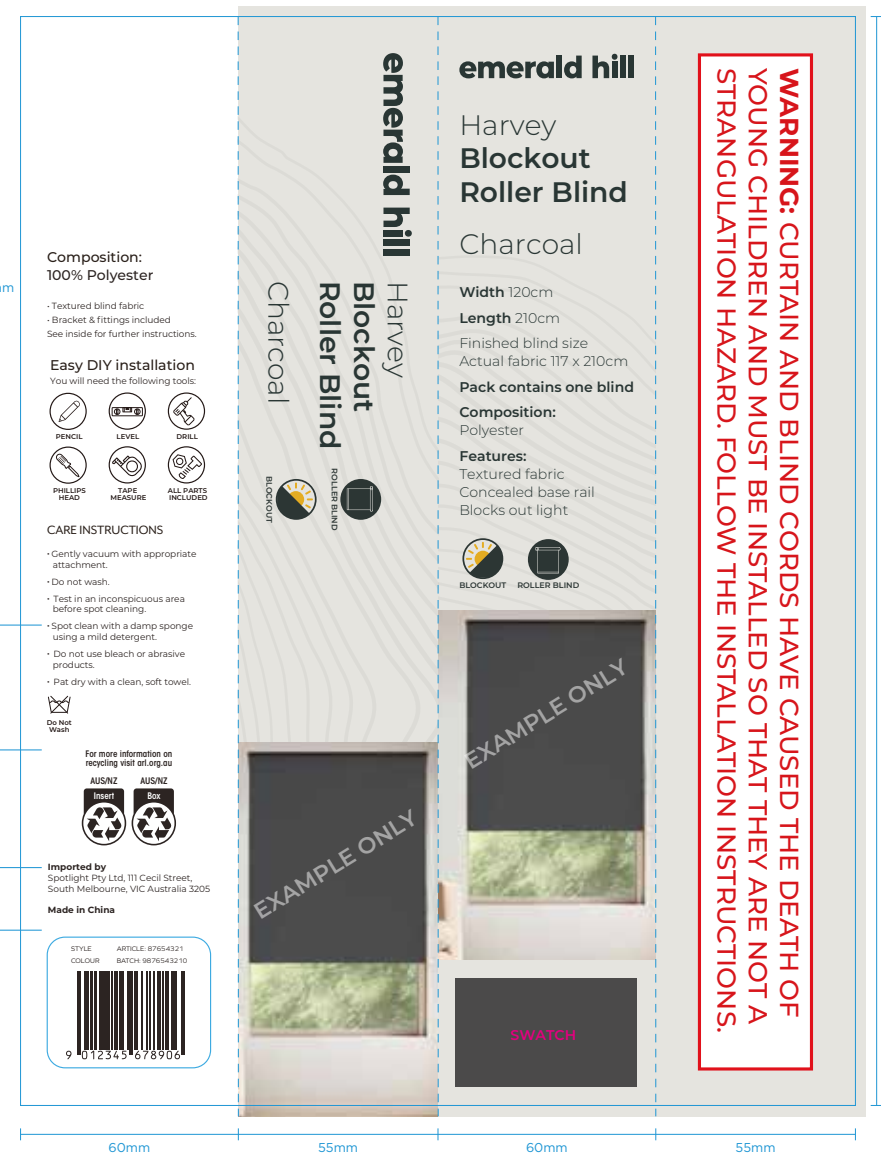 Composition:
100% Polyester
• Textured blind fabric
• Bracket & fittings included
See inside for further instructions.
Easy DIY installation
You will need the following tools:
PENCIL
LEVEL
DRILL
PHILLIPS
HEAD
TAPE
MEASURE
ALL PARTS
INCLUDED
CARE INSTRUCTIONS
• Gently vacuum with appropriate
attachment.
• Do not wash.
• Test in an inconspicuous area
before spot cleaning.
• Spot clean with a damp sponge
using a mild detergent.
• Do not use bleach or abrasive
products.
• Pat dry with a clean, soft towel.
Do Not
Wash
For more information on
recycling visit arl.org.au
AUS/NZ
Insert
AUS/NZ
Box
Imported by
Spotlight Pty Ltd, 111 Cecil Street,
South Melbourne, VIC Australia 3205
Made in China
STYLE ARTICLE: 87654321
COLOUR BATCH: 9876543210
9 012345 678906
emerald hill
Harvey
Blockout
Roller Blind
Charcoal
ROLLER BLIND
BLOCKOUT
EXAMPLE ONLY
emerald hill
Harvey
Blockout
Roller Blind
Charcoal
Width 120cm
Length 210cm
Finished blind size
Actual fabric 117 x 210cm
Pack contains one blind
Composition:
Polyester
Features:
Textured fabric
Concealed base rail
Blocks out light
BLOCKOUT
ROLLER BLIND
EXAMPLE ONLY
SWATCH
WARNING: CURTAIN AND BLIND CORDS HAVE CAUSED THE DEATH OF
YOUNG CHILDREN AND MUST BE INSTALLED SO THAT THEY ARE NOT A
STRANGULATION HAZARD. FOLLOW THE INSTALLATION INSTRUCTIONS.
60mm
55mm
60mm
55mm